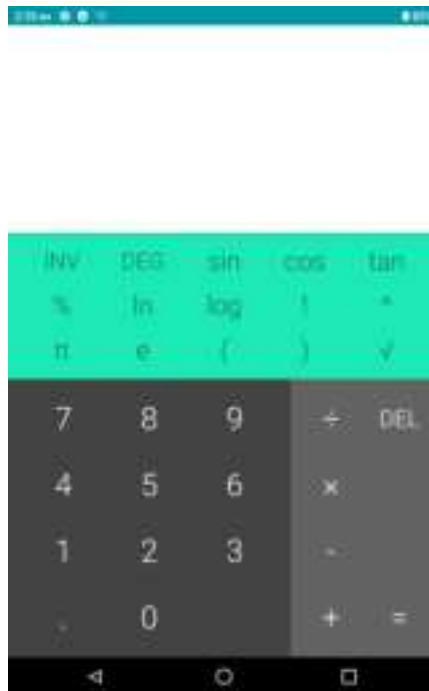 INV DEG sin cos tan
% ln log ! ^
π e ( ) √
7 8 9 ÷ DEL
4 5 6 ×
1 2 3 -
. 0 + =